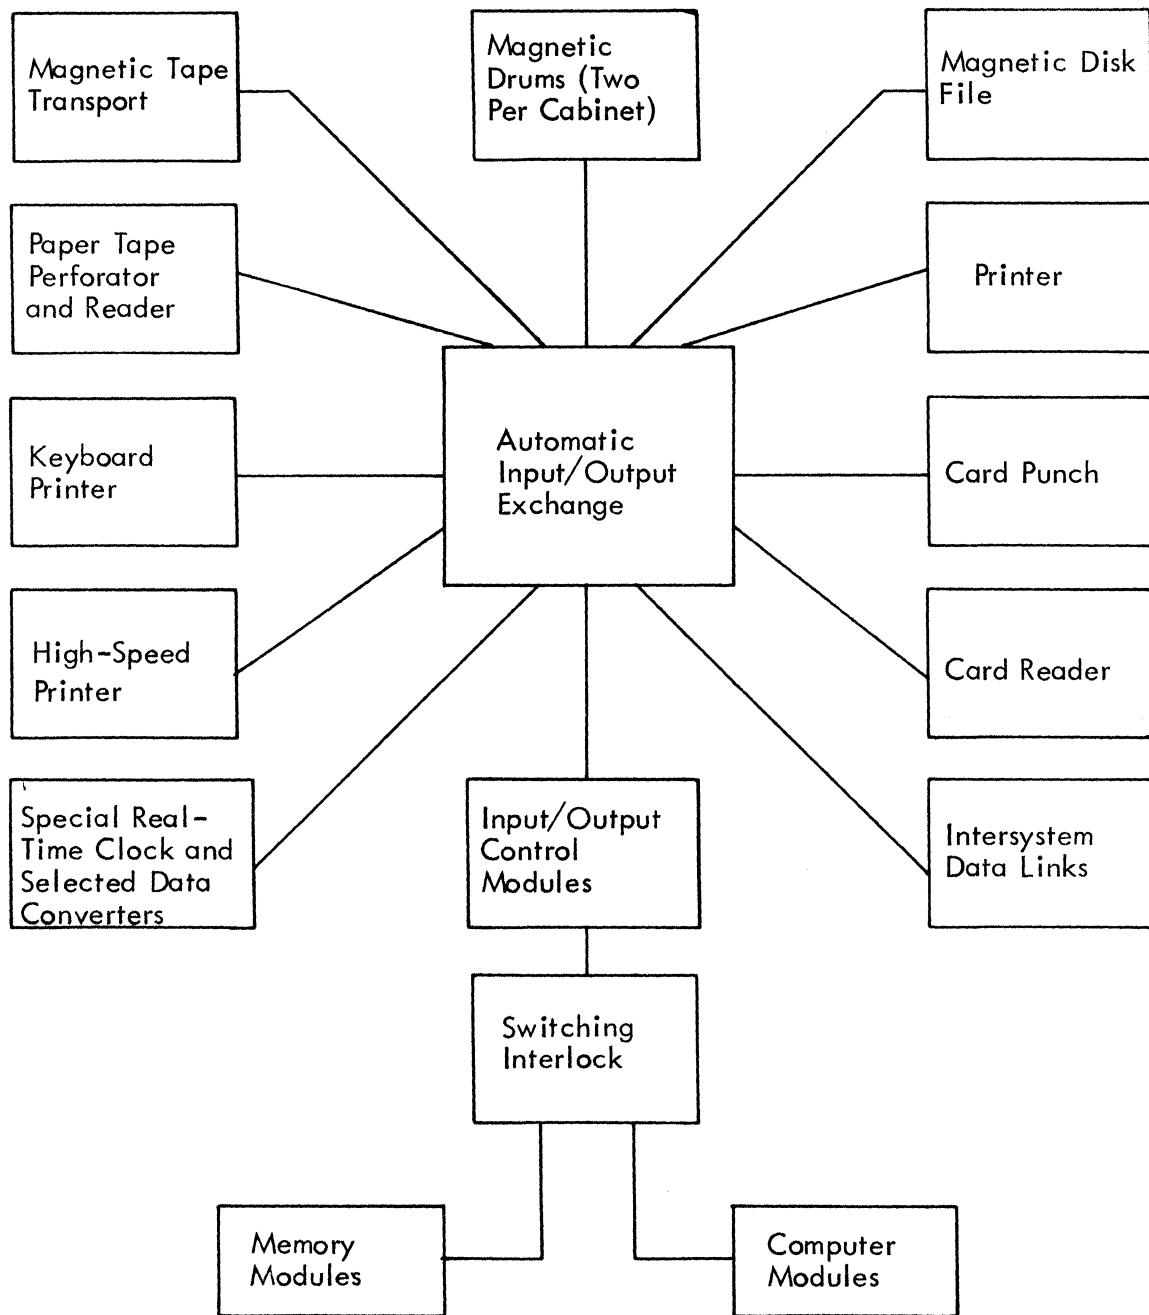 Magnetic Tape
Transport
Magnetic
Drums (Two
Per Cabinet)
Magnetic Disk
File
Paper Tape
Perforator
and Reader
Printer
Keyboard
Printer
Automatic
Input/Output
Exchange
Card Punch
High-Speed
Printer
Card Reader
Special Real-
Time Clock and
Selected Data
Converters
Input/Output
Control
Modules
Intersystem
Data Links
Switching
Interlock
Memory
Modules
Computer
Modules